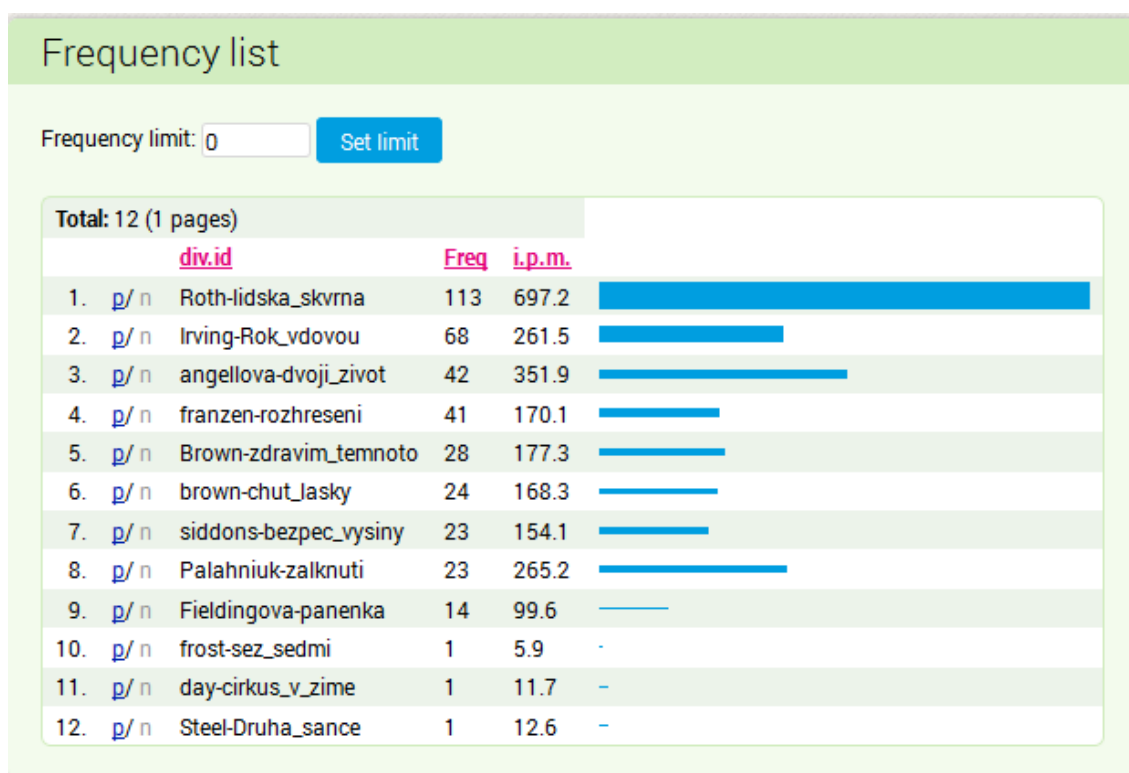 Frequency list
Frequency limit: 0 Set limit
Total: 12 (1 pages)
div.id Freq i.p.m.
1. p/ n Roth-lidska_skvrna 113 697.2
2. p/ n Irving-Rok_vdovou 68 261.5
3. p/ n angellova-dvoji_zivot 42 351.9
4. p/ n franzen-rozhreseni 41 170.1
5. p/ n Brown-zdravim_temnoto 28 177.3
6. p/ n brown-chut_lasky 24 168.3
7. p/ n siddons-bezpec_vysiny 23 154.1
8. p/ n Palahniuk-zalknuti 23 265.2
9. p/ n Fieldingova-panenka 14 99.6
10. p/ n frost-sez_sedmi 1 5.9
11. p/ n day-cirkus_v_zime 1 11.7
12. p/ n Steel-Druha_sance 1 12.6